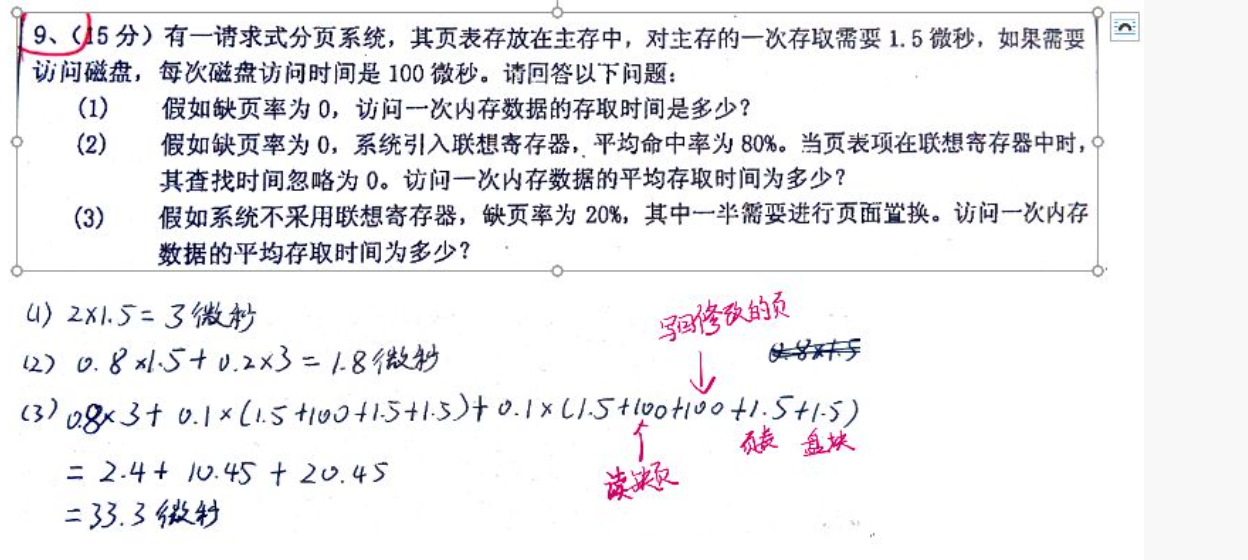 9、（15分）有一请求式分页系统，其页表存放在主存中，对主存的一次存取需要1.5微秒，如果需要
访问磁盘，每次磁盘访问时间是100微秒。请回答以下问题：
(1) 假如缺页率为0，访问一次内存数据的存取时间是多少？
(2) 假如缺页率为0，系统引入联想寄存器，平均命中率为80%。当页表项在联想寄存器中时，
其查找时间忽略为0。访问一次内存数据的平均存取时间为多少？
(3) 假如系统不采用联想寄存器，缺页率为20%，其中一半需要进行页面置换。访问一次内存
数据的平均存取时间为多少？
(1) 2×1.5=3微秒
写回修改的页
(2) 0.8×1.5+0.2×3=1.8微秒
0.8×1.5
(3) 0.8×3+0.1×(1.5+100+1.5+1.5)+0.1×(1.5+100+100+1.5+1.5)
页表 盘块
读缺页
=2.4+10.45+20.45
=33.3微秒